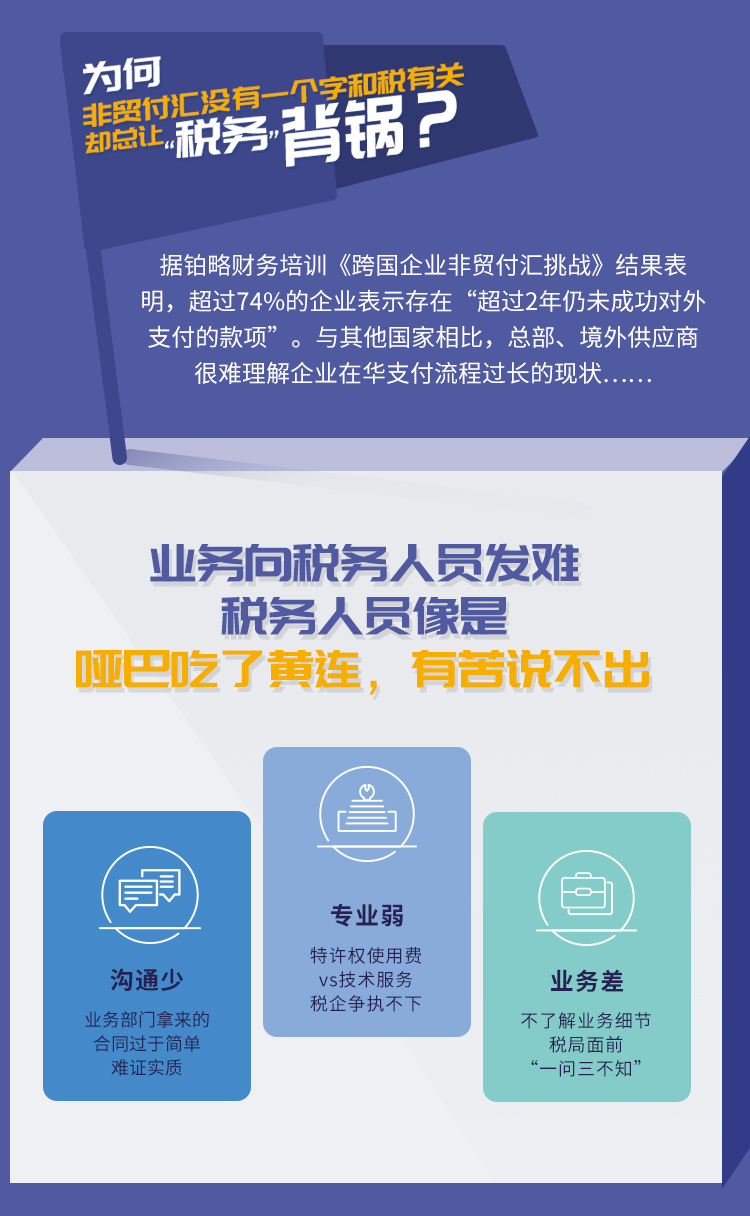 为何
非贸付汇没有一个字和税有关
却总让“税务”背锅？
据铂略财务培训《跨国企业非贸付汇挑战》结果表
明，超过74%的企业表示存在“超过2年仍未成功对外
支付的款项”。与其他国家相比，总部、境外供应商
很难理解企业在华支付流程过长的现状……
业务向税务人员发难
税务人员像是
哑巴吃了黄连，有苦说不出
沟通少
业务部门拿来的
合同过于简单
难证实质
专业弱
特许权使用费
vs技术服务
税企争执不下
业务差
不了解业务细节
税局面前
“一问三不知”